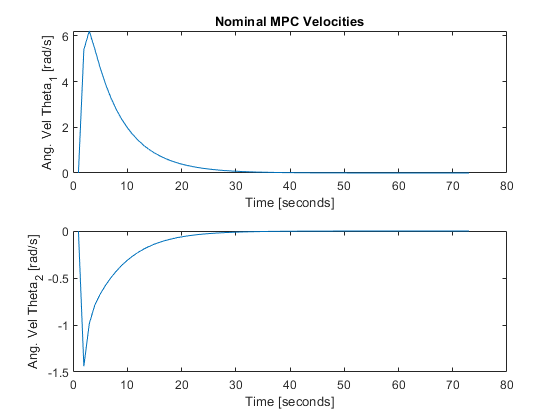 Nominal MPC Velocities
Ang. Vel Theta1 [rad/s]
6
4
2
0
0 10 20 30 40 50 60 70 80
Time [seconds]
Ang. Vel Theta2 [rad/s]
0
-0.5
-1
-1.5
0 10 20 30 40 50 60 70 80
Time [seconds]